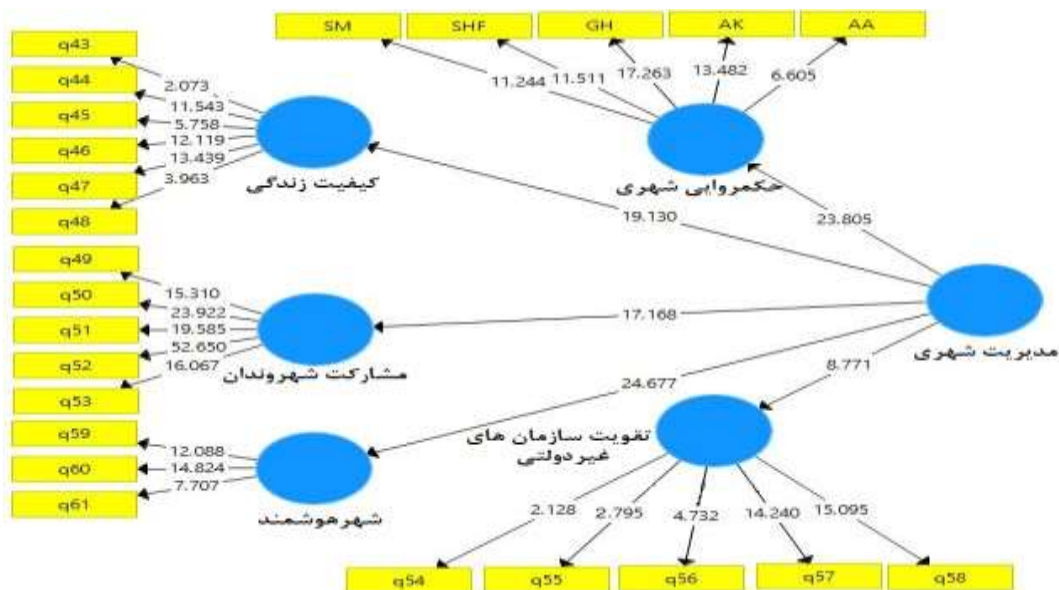 SM
SHF
GH
AK
AA
11.244
11.511
17.263
13.482
6.605
حکمروایی شهری
q43
q44
q45
q46
q47
q48
2.073
11.543
5.758
12.119
13.439
3.963
کیفیت زندگی
19.130
23.805
q49
q50
q51
q52
q53
15.310
23.922
19.585
52.650
16.067
مشارکت شهروندان
17.168
مدیریت شهری
24.677
8.771
q59
q60
q61
12.088
14.824
7.707
شهر هوشمند
تقویت سازمان های
غیردولتی
2.128
2.795
4.732
14.240
15.095
q54
q55
q56
q57
q58